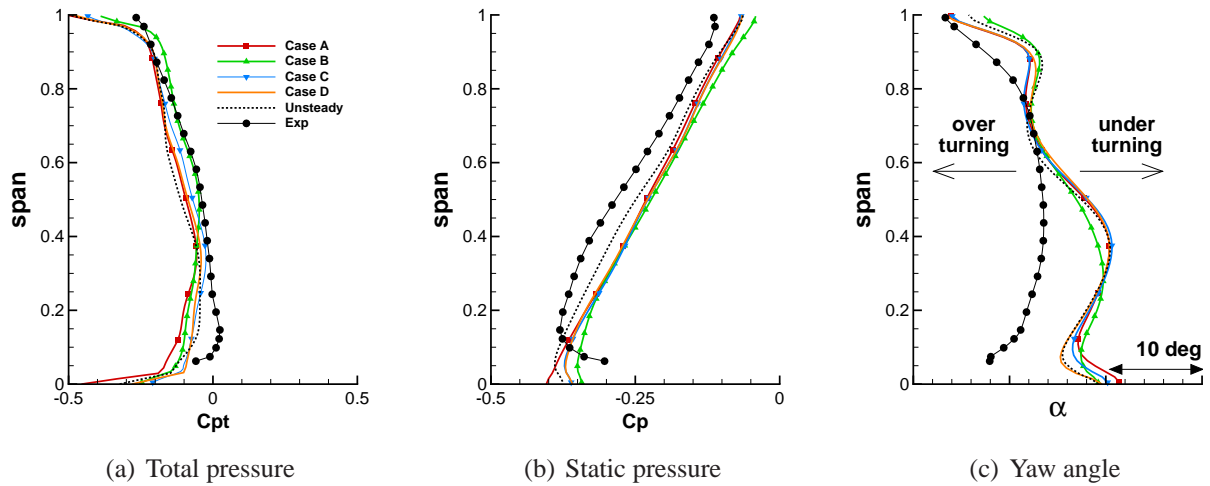 1
0.8
0.6
0.4
0.2
0
span
-0.5
0
0.5
Cpt
Case A
Case B
Case C
Case D
Unsteady
Exp
(a) Total pressure
1
0.8
0.6
0.4
0.2
0
span
-0.5
-0.25
0
Cp
(b) Static pressure
1
0.8
0.6
0.4
0.2
0
span
over
turning
under
turning
10 deg
α
(c) Yaw angle